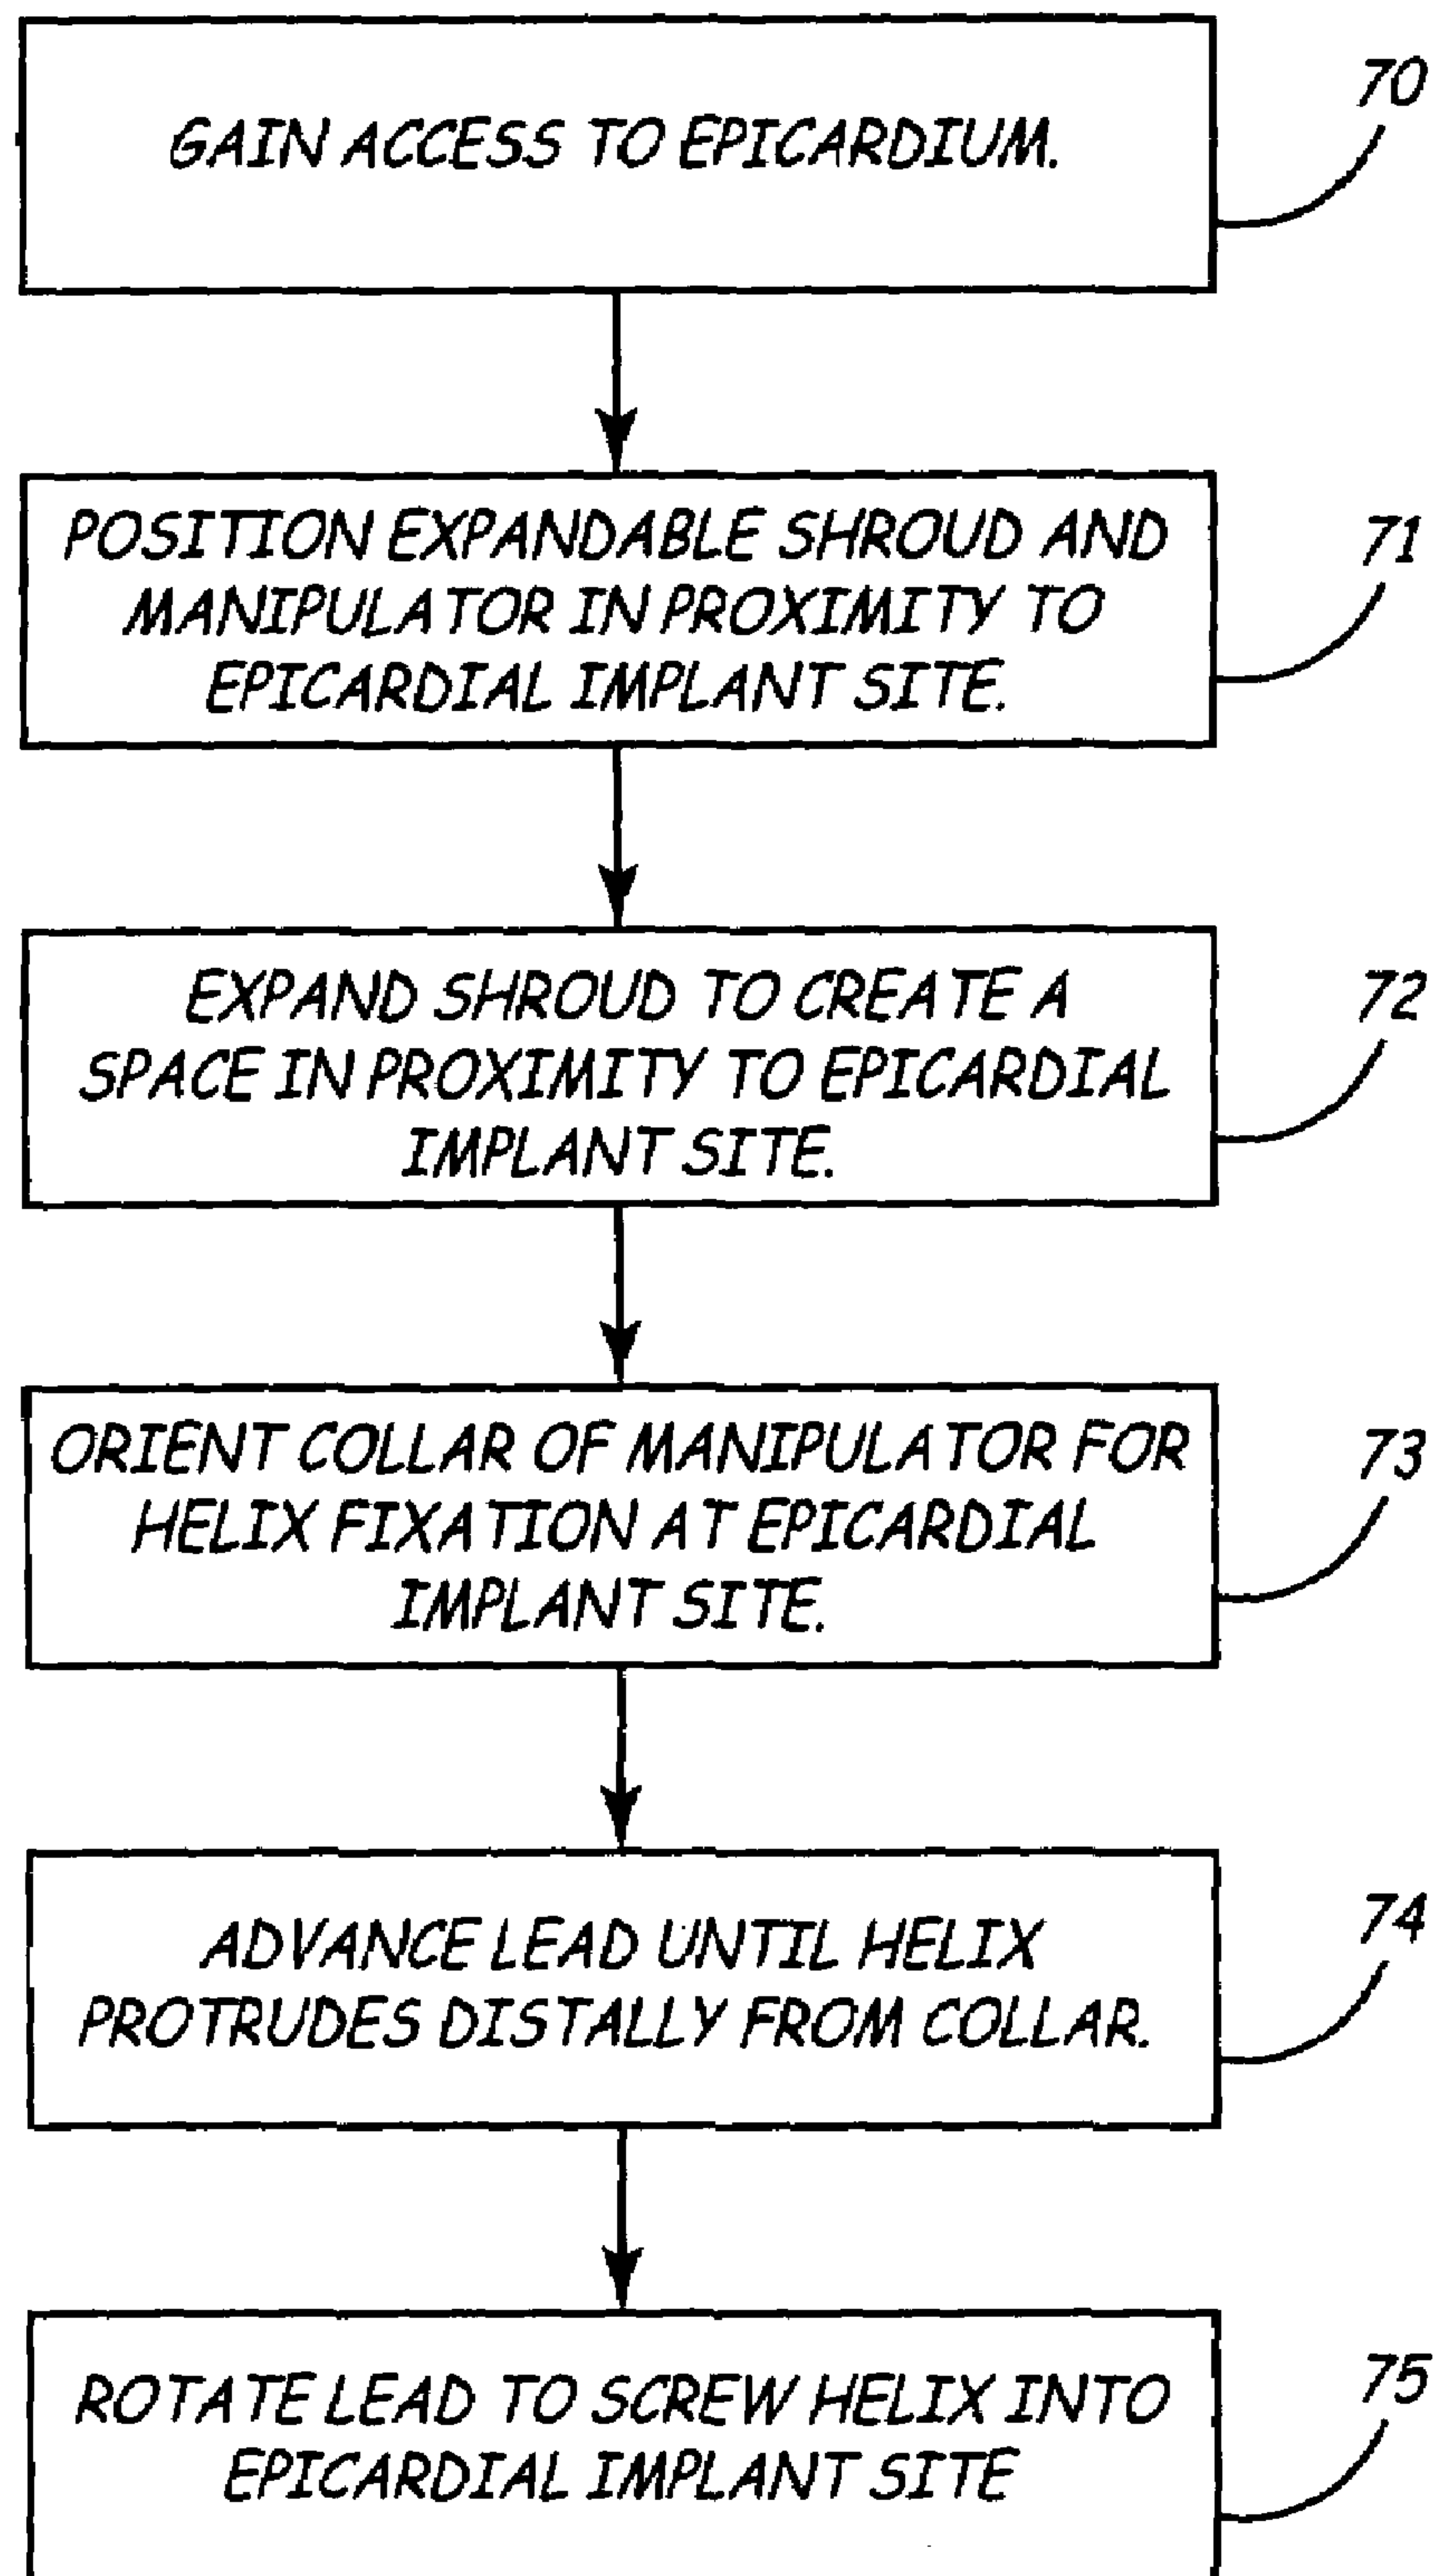 GAIN ACCESS TO EPICARDIUM.
70
POSITION EXPANDABLE SHROUD AND
MANIPULATOR IN PROXIMITY TO
EPICARDIAL IMPLANT SITE.
71
EXPAND SHROUD TO CREATE A
SPACE IN PROXIMITY TO EPICARDIAL
IMPLANT SITE.
72
ORIENT COLLAR OF MANIPULATOR FOR
HELIX FIXATION AT EPICARDIAL
IMPLANT SITE.
73
ADVANCE LEAD UNTIL HELIX
PROTRUDES DISTALLY FROM COLLAR.
74
ROTATE LEAD TO SCREW HELIX INTO
EPICARDIAL IMPLANT SITE
75